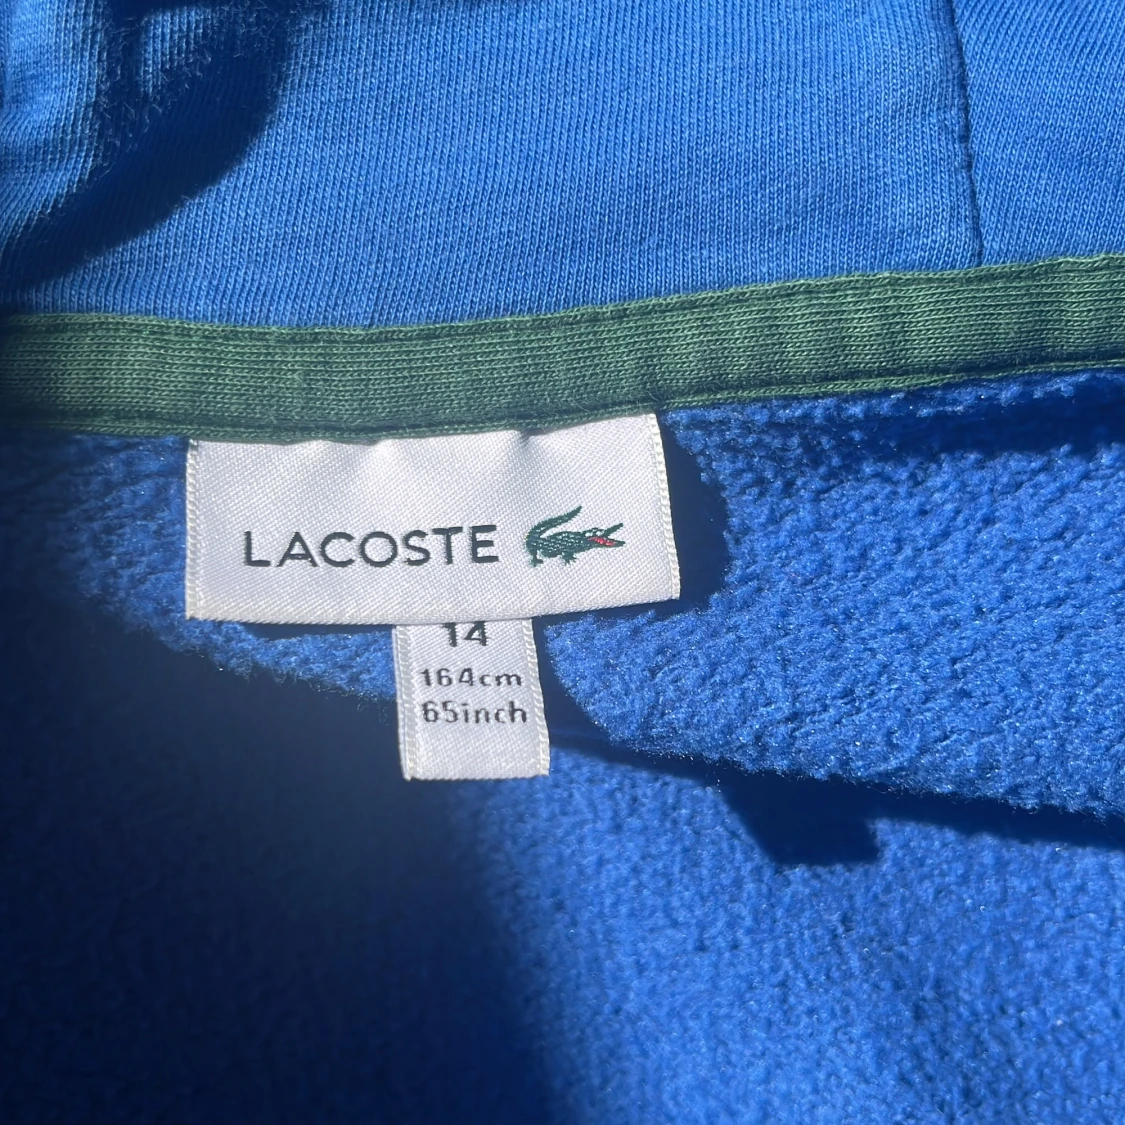 LACOSTE
14
164cm
65inch